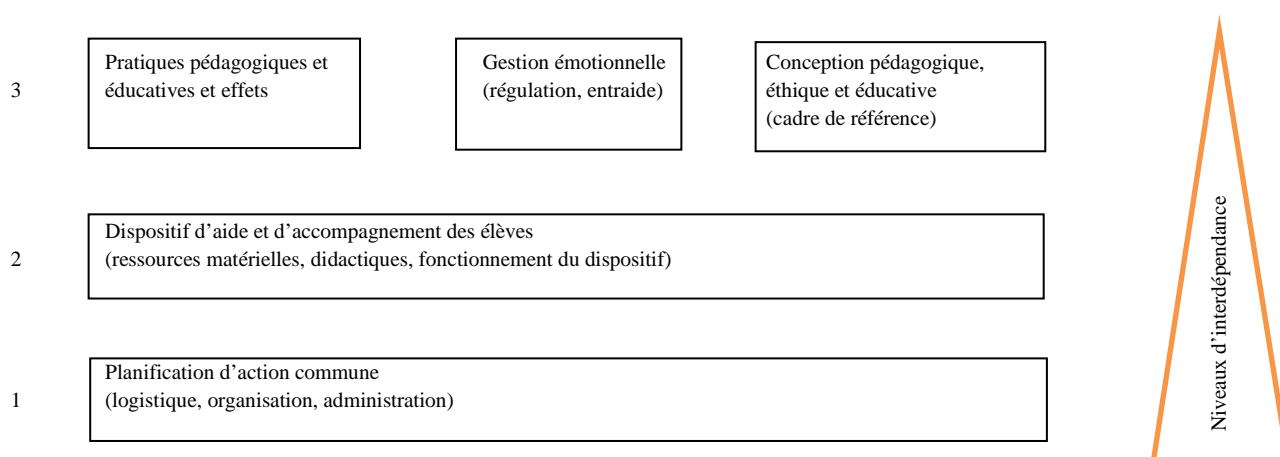 3
Pratiques pédagogiques et
éducatives et effets
Gestion émotionnelle
(régulation, entraide)
Conception pédagogique,
éthique et éducative
(cadre de référence)
2
Dispositif d’aide et d’accompagnement des élèves
(ressources matérielles, didactiques, fonctionnement du dispositif)
1
Planification d’action commune
(logistique, organisation, administration)
Niveaux d’interdépendance